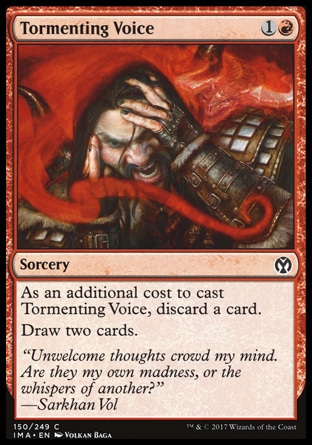 Tormenting Voice 1
Sorcery
As an additional cost to cast
Tormenting Voice, discard a card.
Draw two cards.
“Unwelcome thoughts crowd my mind.
Are they my own madness, or the
whispers of another?”
—Sarkhan Vol
150/249 C
IMA • EN Volkan Baga
™ & © 2017 Wizards of the Coast